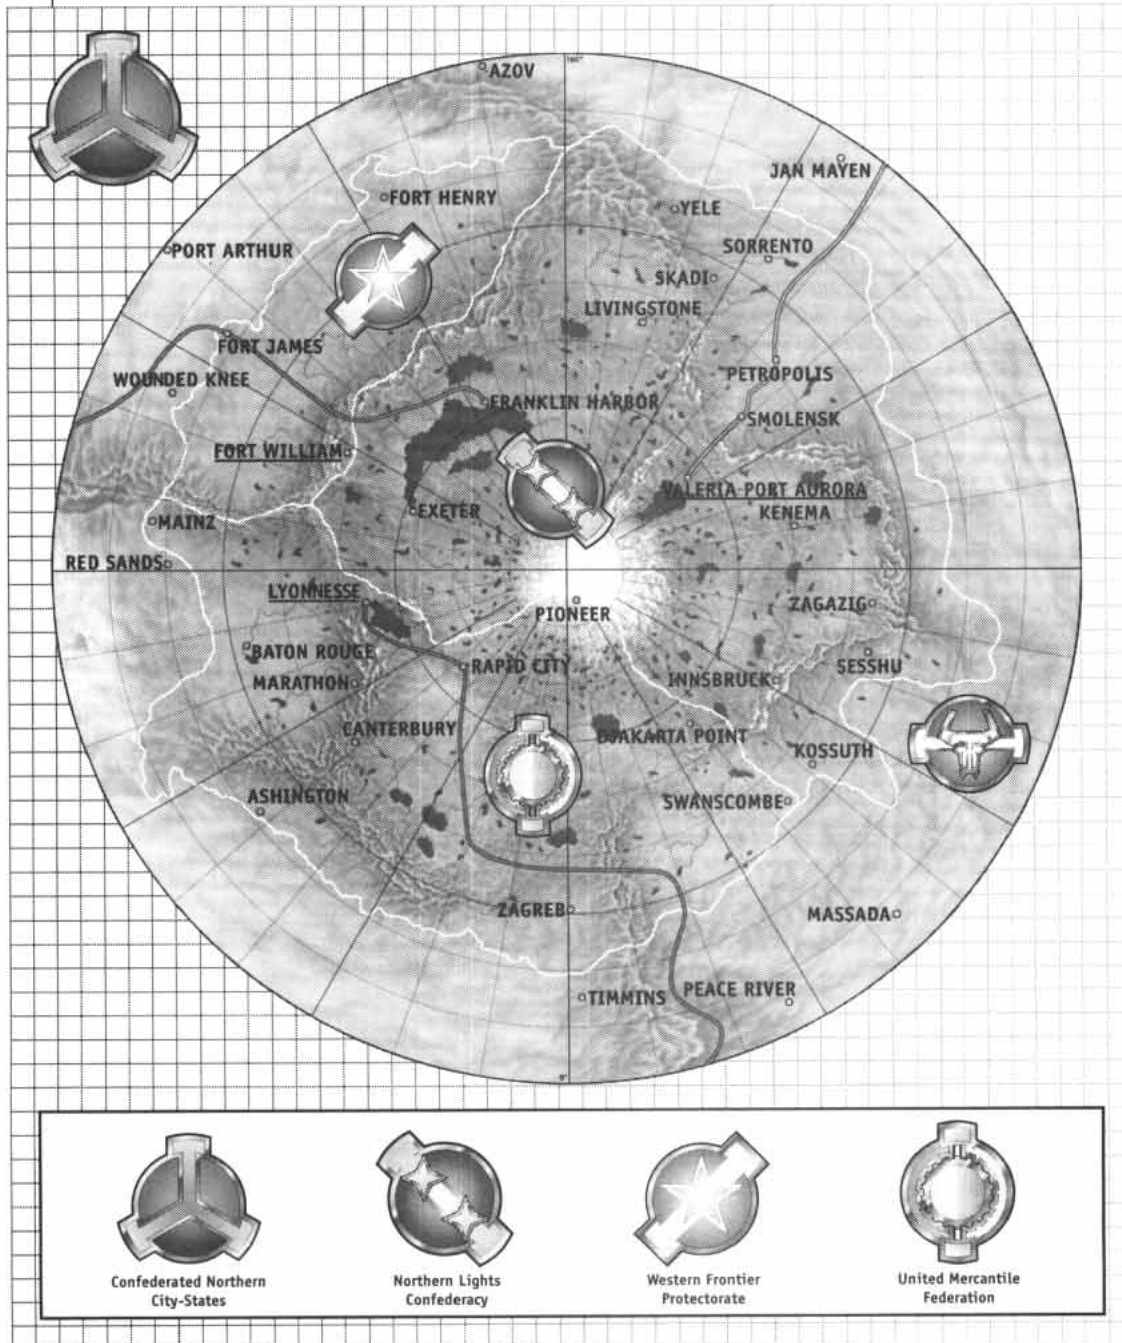 180°
AZOV
JAN MAYEN
FORT HENRY
YELE
PORT ARTHUR
SORRENTO
SKADI
LIVINGSTONE
FORT JAMES
WOUNDED KNEE
PETROPOLIS
FRANKLIN HARBOR
SMOLENSK
FORT WILLIAM
VALERIA-PORT AURORA
EXETER
KENEMA
MAINZ
RED SANDS
LYONNESSE
ZAGAZIG
PIONEER
BATON ROUGE
RAPID CITY
SESSHU
MARATHON
INNSBRUCK
CANTERBURY
DJAKARTA POINT
KOSSUTH
ASHINGTON
SWANSCOMBE
ZAGREB
MASSADA
TIMMINS
PEACE RIVER
0°
Confederated Northern
City-States
Northern Lights
Confederacy
Western Frontier
Protectorate
United Mercantile
Federation